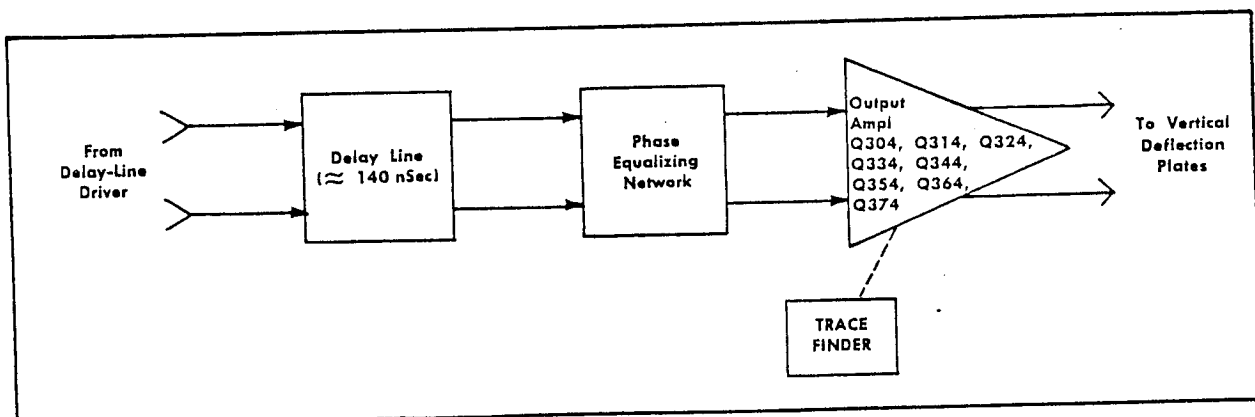 From
Delay-Line
Driver
Delay Line
(≈ 140 nSec)
Phase
Equalizing
Network
Output
Ampl
Q304, Q314, Q324,
Q334, Q344,
Q354, Q364,
Q374
To Vertical
Deflection
Plates
TRACE
FINDER